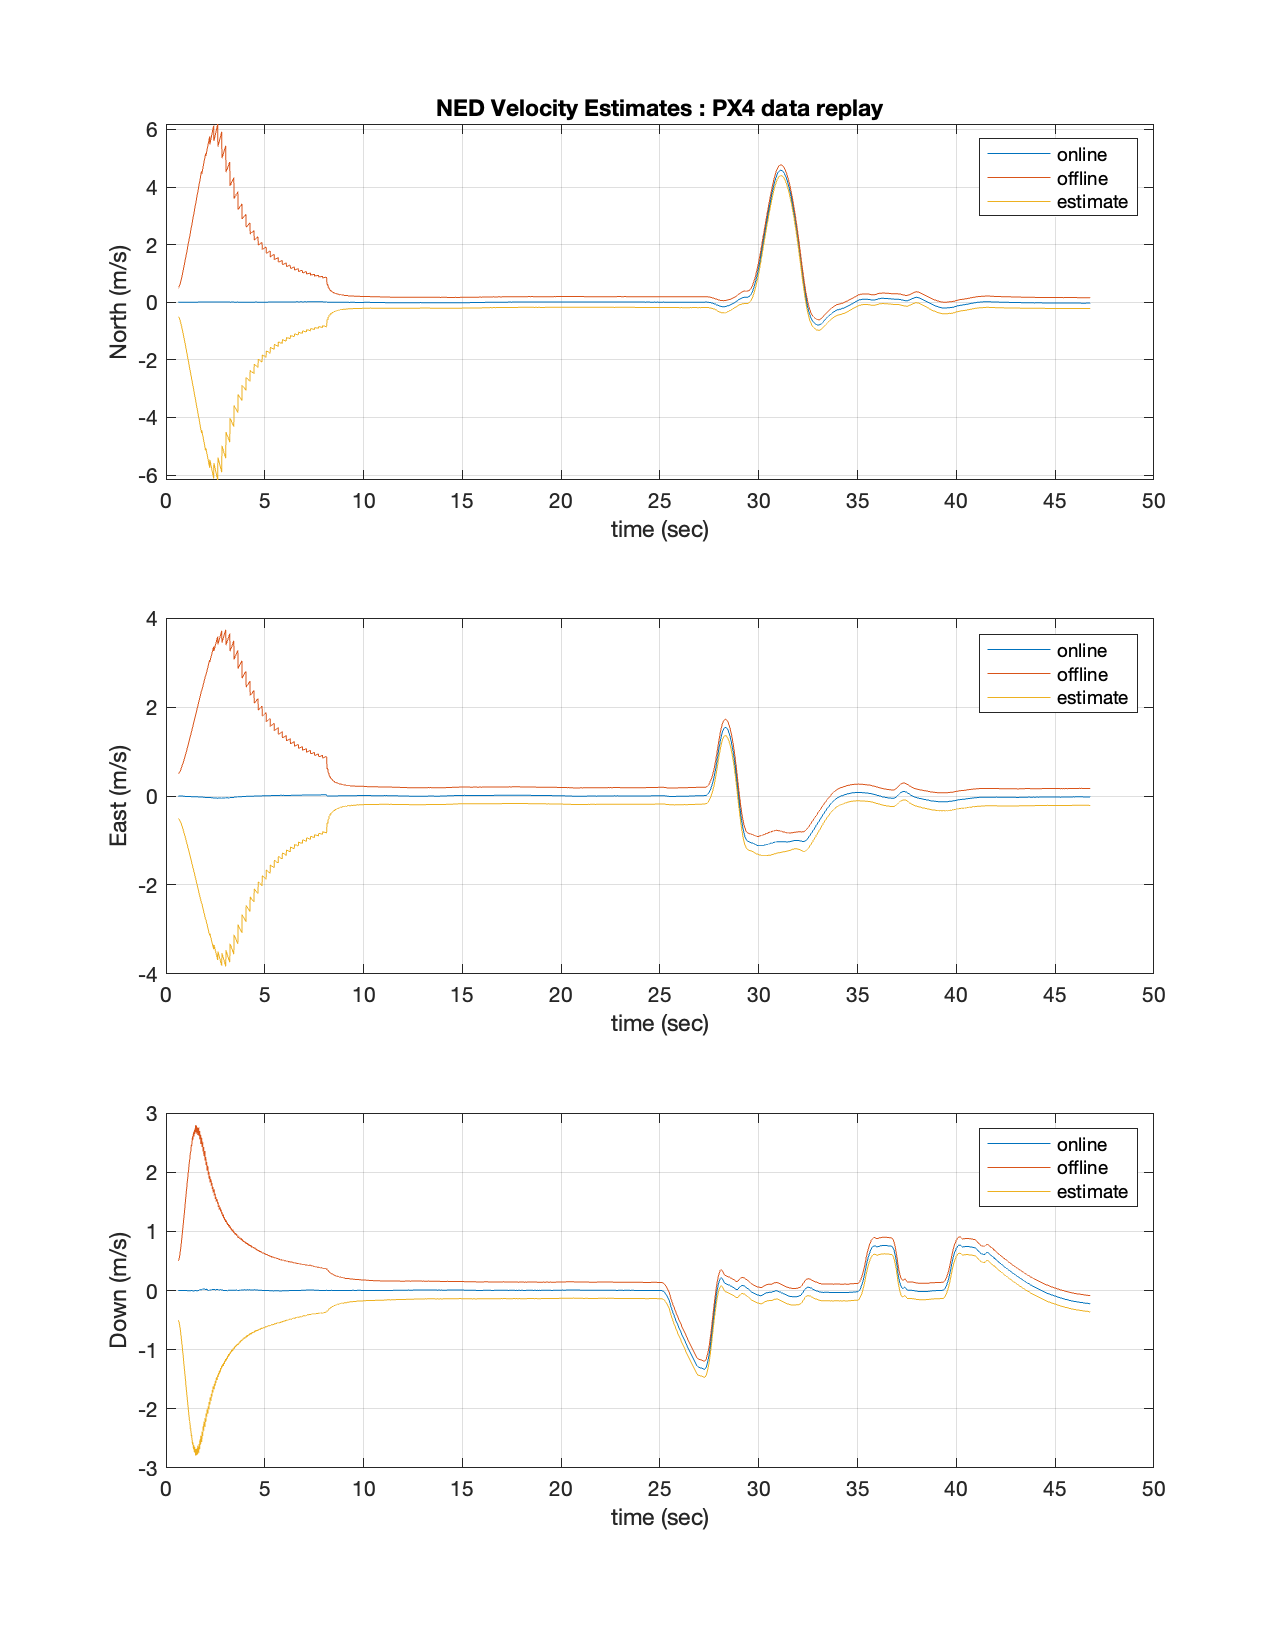 NED Velocity Estimates : PX4 data replay
6
4
2
0
-2
-4
-6
North (m/s)
online
offline
estimate
0 5 10 15 20 25 30 35 40 45 50
time (sec)
4
2
0
-2
-4
East (m/s)
online
offline
estimate
0 5 10 15 20 25 30 35 40 45 50
time (sec)
3
2
1
0
-1
-2
-3
Down (m/s)
online
offline
estimate
0 5 10 15 20 25 30 35 40 45 50
time (sec)